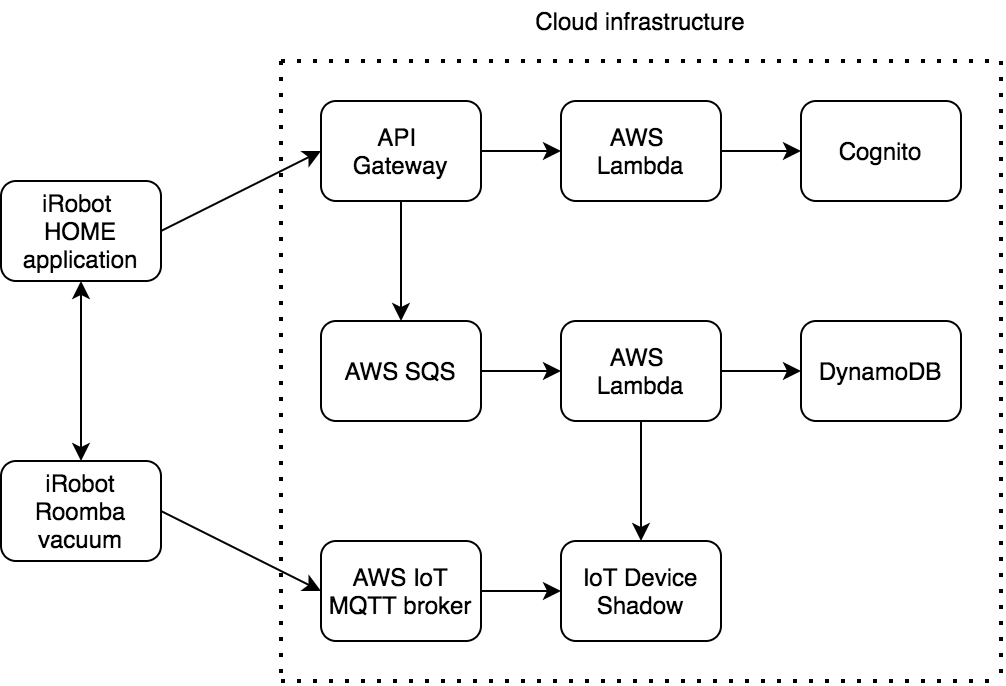 Cloud infrastructure
API
Gateway
AWS
Lambda
Cognito
iRobot
HOME
application
AWS SQS
AWS
Lambda
DynamoDB
iRobot
Roomba
vacuum
AWS IoT
MQTT broker
IoT Device
Shadow